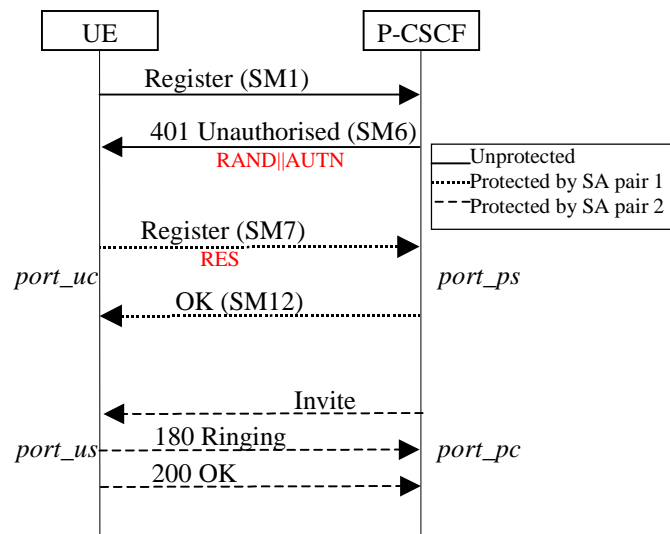 UE
P-CSCF
Register (SM1)
401 Unauthorised (SM6)
RAND||AUTN
Unprotected
Protected by SA pair 1
Protected by SA pair 2
Register (SM7)
RES
port_uc
port_ps
OK (SM12)
Invite
180 Ringing
port_us
port_pc
200 OK